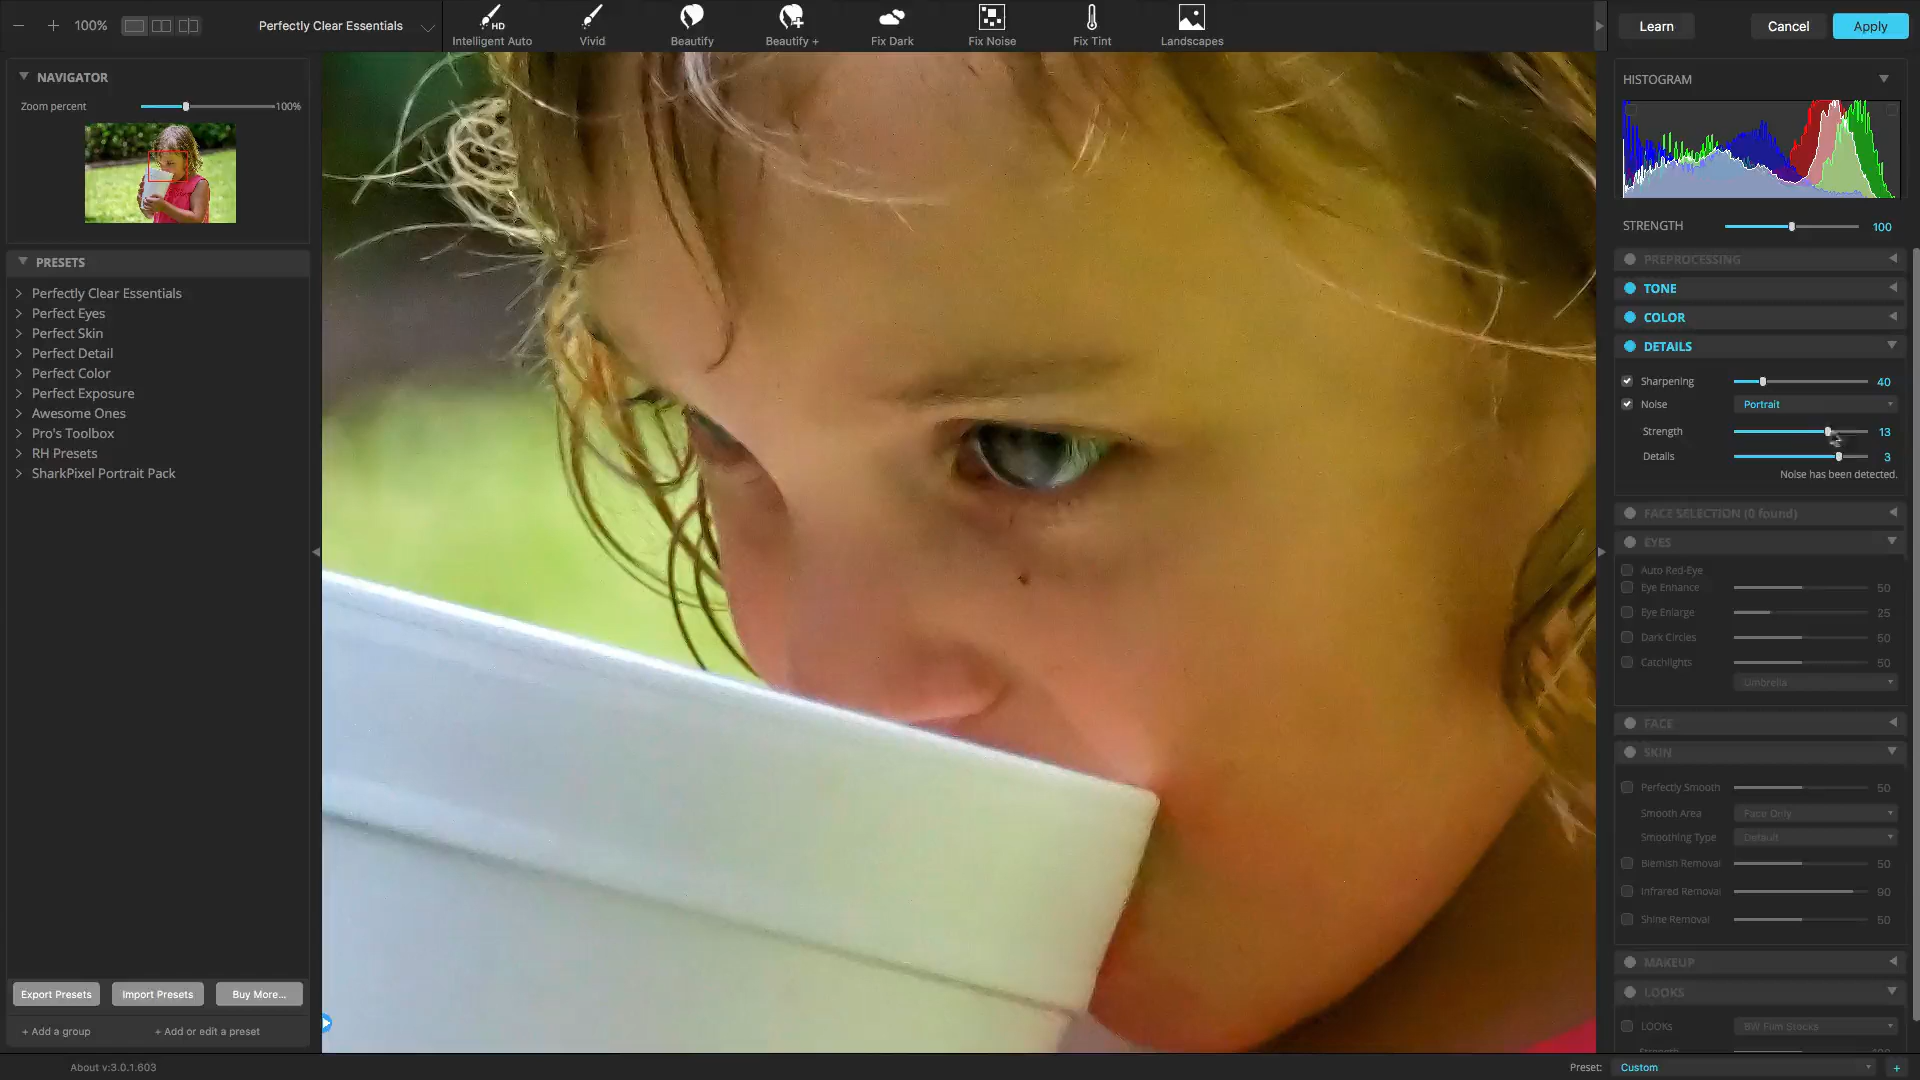 100%
Perfectly Clear Essentials
HD
Intelligent Auto
Vivid
Beautify
Beautify +
Fix Dark
Fix Noise
Fix Tint
Landscapes
Learn
Cancel
Apply
NAVIGATOR
Zoom percent
100%
PRESETS
Perfectly Clear Essentials
Perfect Eyes
Perfect Skin
Perfect Detail
Perfect Color
Perfect Exposure
Awesome Ones
Pro's Toolbox
RH Presets
SharkPixel Portrait Pack
Export Presets
Import Presets
Buy More...
+ Add a group
+ Add or edit a preset
About v:3.0.1.603
HISTOGRAM
STRENGTH 100
PREPROCESSING
TONE
COLOR
DETAILS
Sharpening 40
Noise Portrait
Strength 13
Details 3
Noise has been detected.
FACE SELECTION (0 found)
EYES
Auto Red-Eye
Eye Enhance 50
Eye Enlarge 25
Dark Circles 50
Catchlights 50
Umbrella
FACE
SKIN
Perfectly Smooth 50
Smooth Area Face Only
Smoothing Type Default
Blemish Removal 50
Infrared Removal 90
Shine Removal 50
MAKEUP
LOOKS
LOOKs BW Film Stocks
Preset: Custom